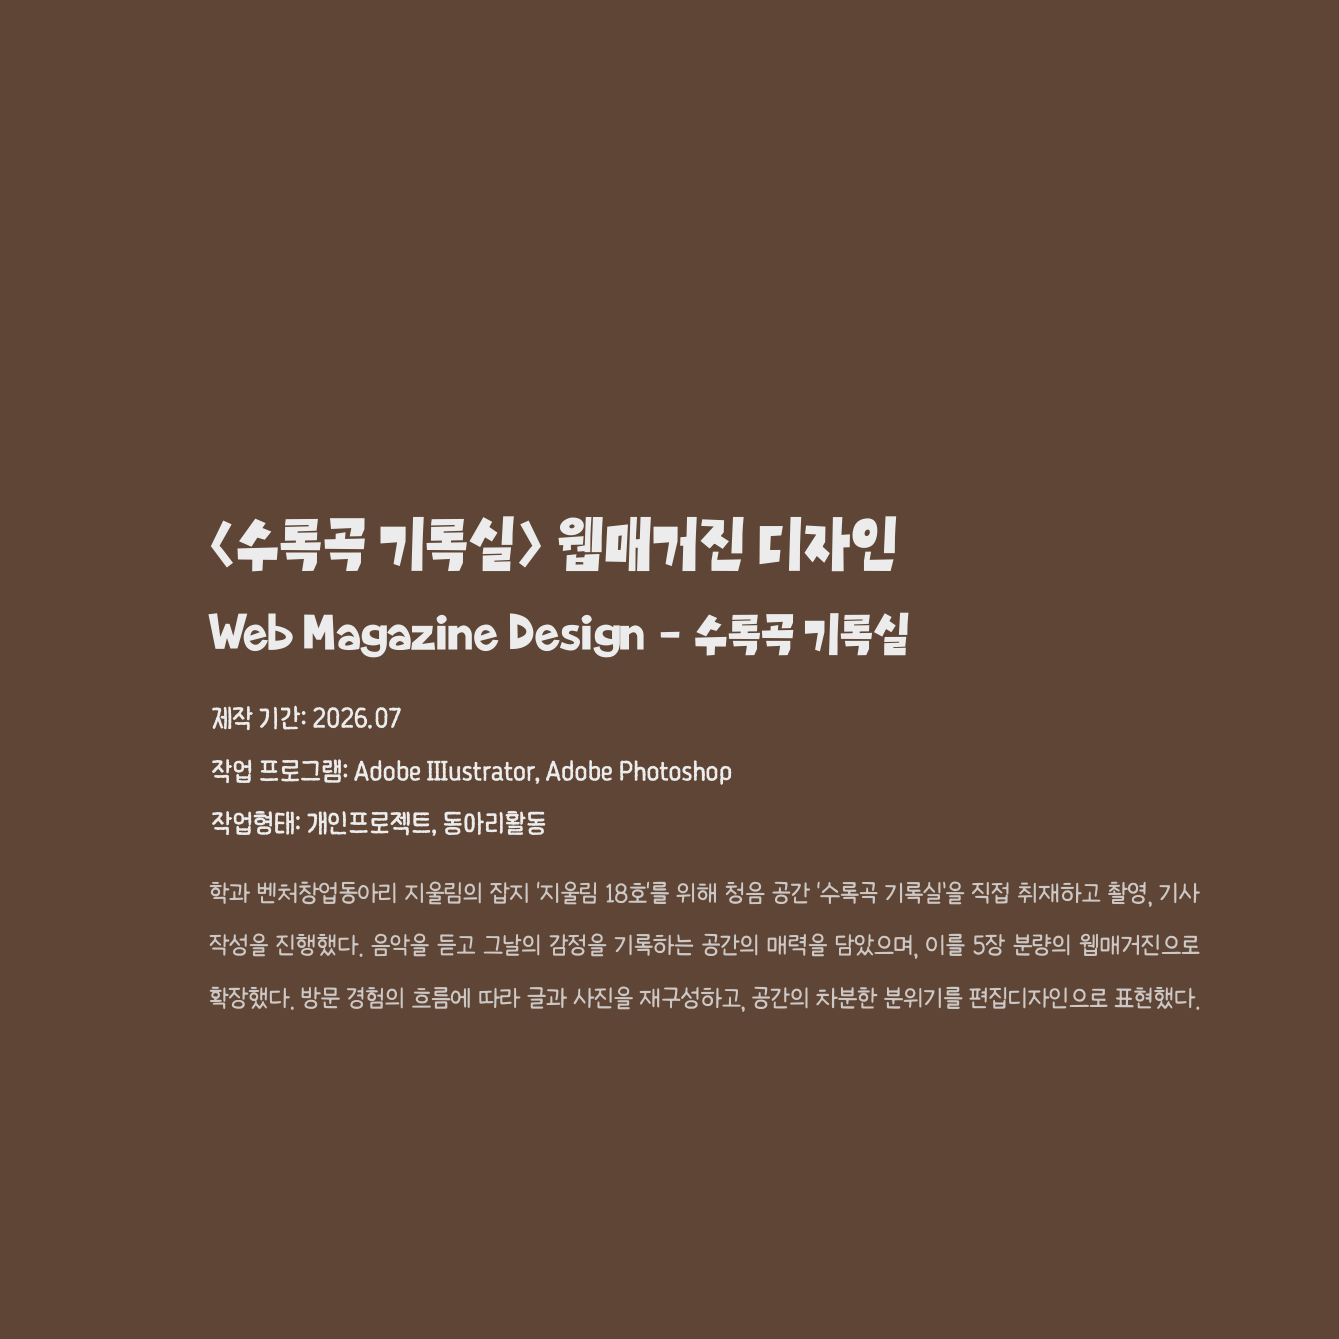 <수록곡 기록실> 웹매거진 디자인
Web Magazine Design - 수록곡 기록실
제작 기간: 2026.07
작업 프로그램: Adobe Illustrator, Adobe Photoshop
작업형태: 개인프로젝트, 동아리활동
학과 벤처창업동아리 지울림의 잡지 '지울림 18호'를 위해 청음 공간 '수록곡 기록실'을 직접 취재하고 촬영, 기사
작성을 진행했다. 음악을 듣고 그날의 감정을 기록하는 공간의 매력을 담았으며, 이를 5장 분량의 웹매거진으로
확장했다. 방문 경험의 흐름에 따라 글과 사진을 재구성하고, 공간의 차분한 분위기를 편집디자인으로 표현했다.